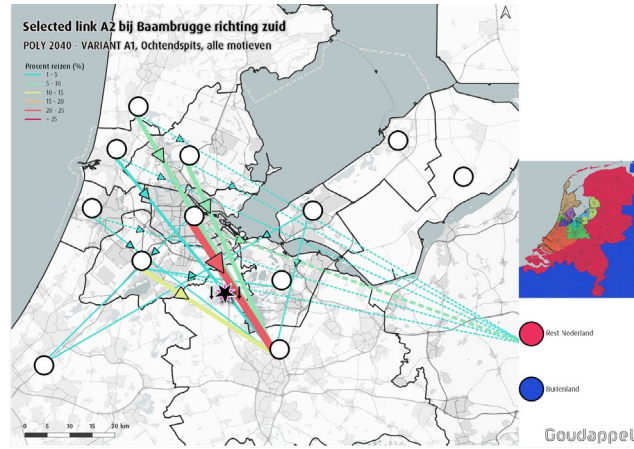 Selected link A2 bij Baambrugge richting zuid
POLY 2040 - VARIANT A1, Ochtendspits, alle motieven
Procent reizen (%)
1 - 5
5 - 10
10 - 15
15 - 20
20 - 25
> 25
0 5 10 15 20 km
Rest Nederland
Buitenland
Goudappel